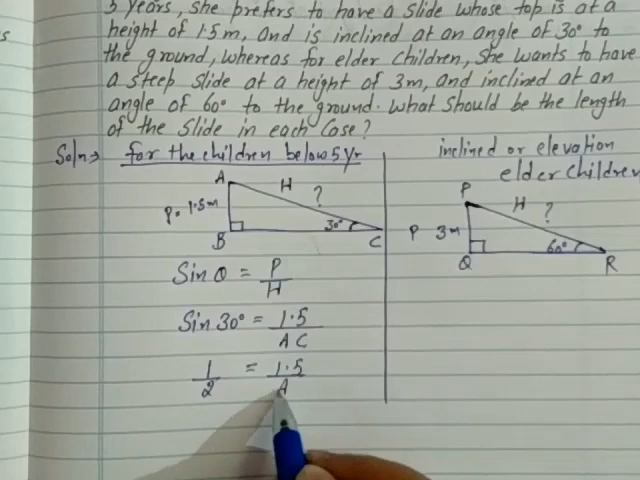 5 years, she prefers to have a slide whose top is at a
height of 1.5 m, and is inclined at an angle of 30° to
the ground, whereas for elder children, she wants to have
a steep slide at a height of 3m, and inclined at an
angle of 60° to the ground. What should be the length
of the slide in each Case?
Soln⇒ for the children below 5 yr
A H ?
P = 1.5m
B 30° C
Sin θ = P/H
Sin 30° = 1.5/AC
1/2 = 1.5/A
inclined or elevation
elder children
P H ?
P 3m
Q 60° R